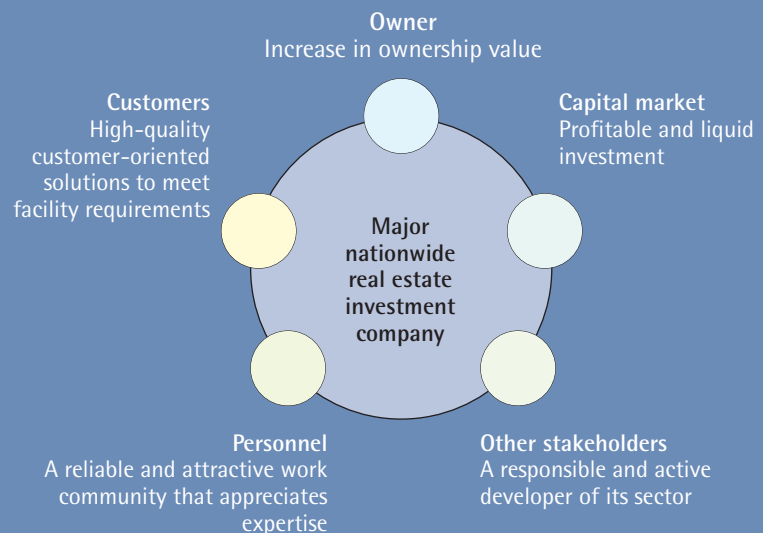 Owner
Increase in ownership value
Customers
High-quality
customer-oriented
solutions to meet
facility requirements
Capital market
Profitable and liquid
investment
Major
nationwide
real estate
investment
company
Personnel
A reliable and attractive work
community that appreciates
expertise
Other stakeholders
A responsible and active
developer of its sector